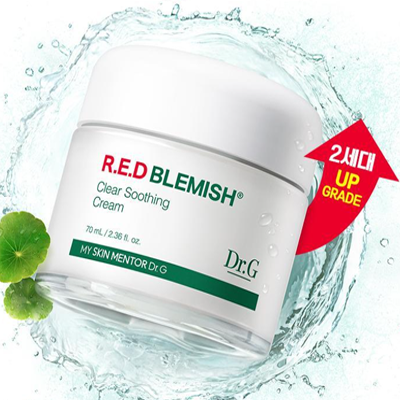 R.E.D BLEMISH®
Clear Soothing
Cream
70 mL / 2.36 fl. oz.
MY SKIN MENTOR Dr.G
Dr.G
2세대
UP
GRADE